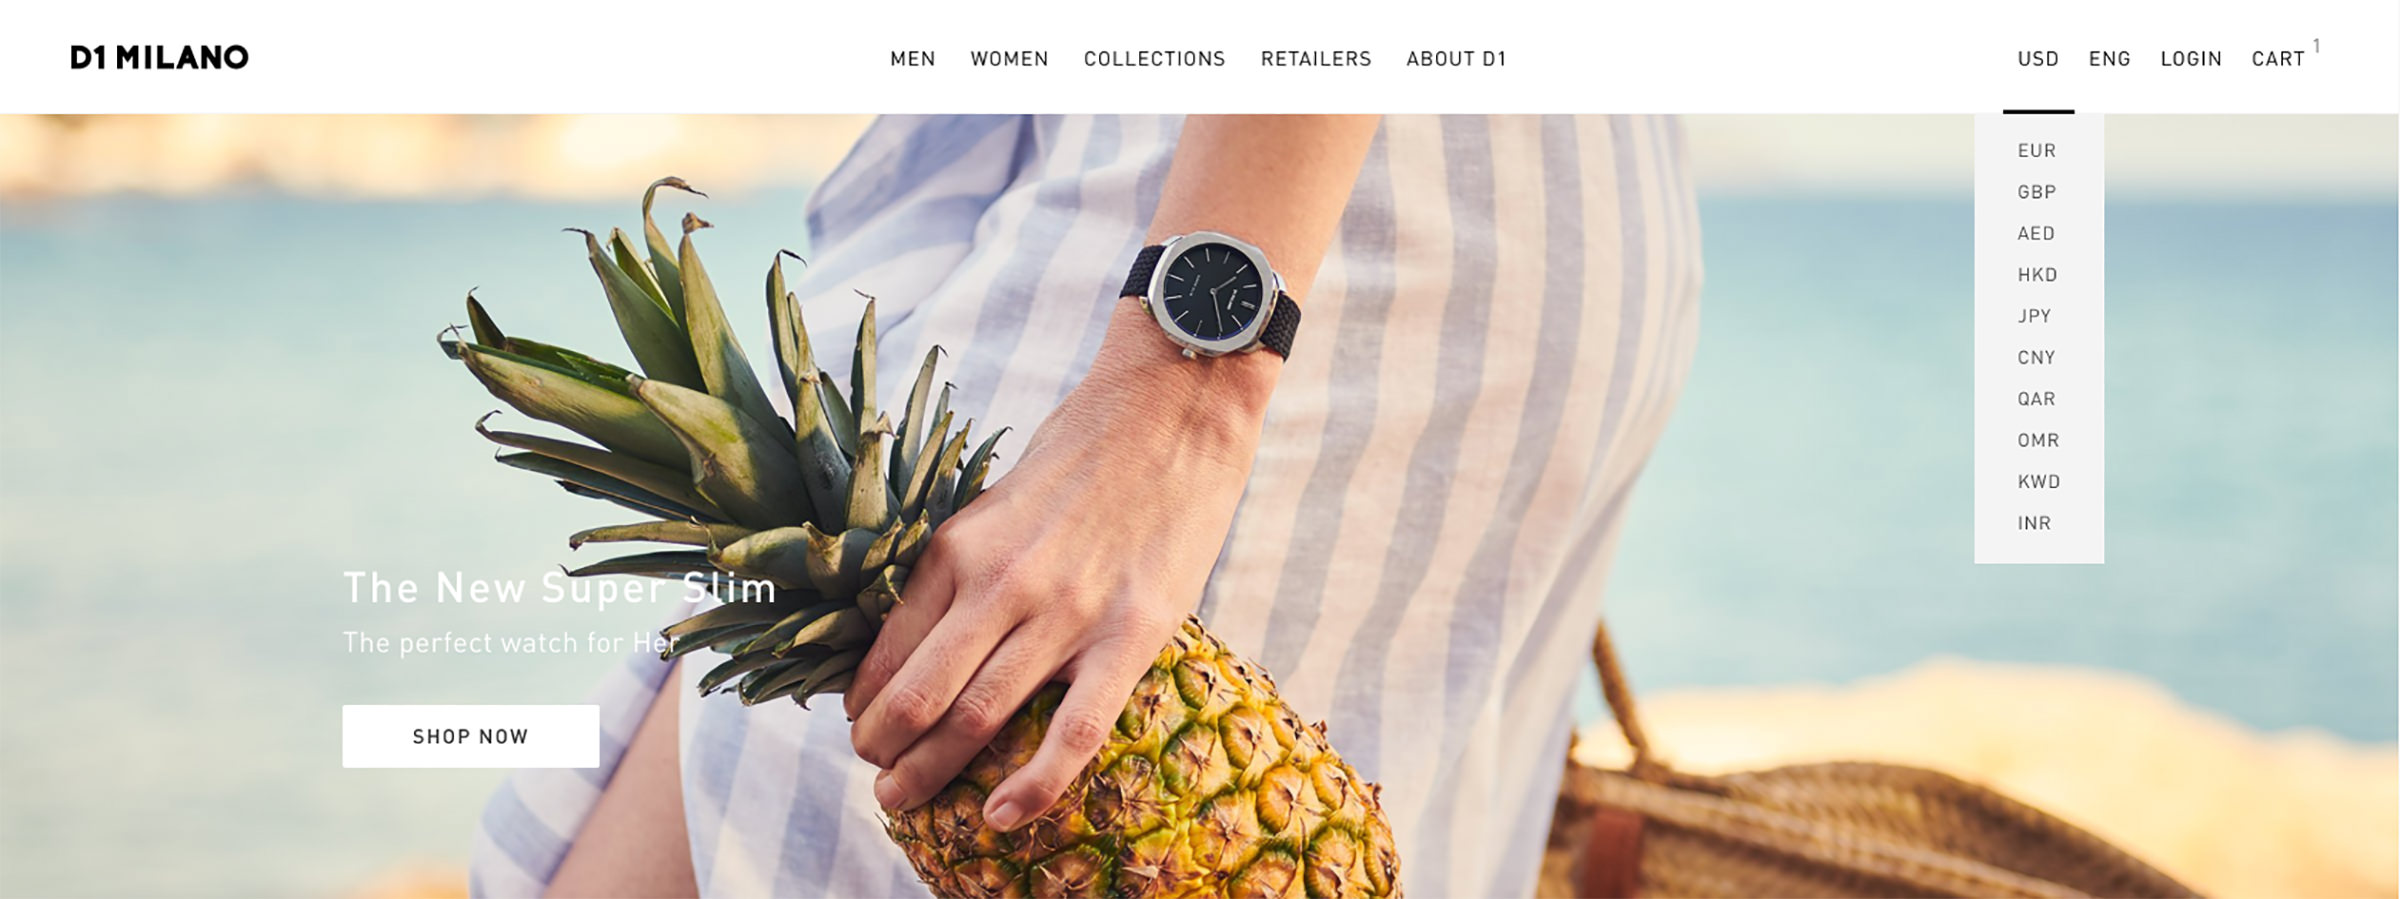 D1 MILANO
MEN WOMEN COLLECTIONS RETAILERS ABOUT D1
USD ENG LOGIN CART 1
EUR
GBP
AED
HKD
JPY
CNY
QAR
OMR
KWD
INR
The New Super Slim
The perfect watch for Her
SHOP NOW